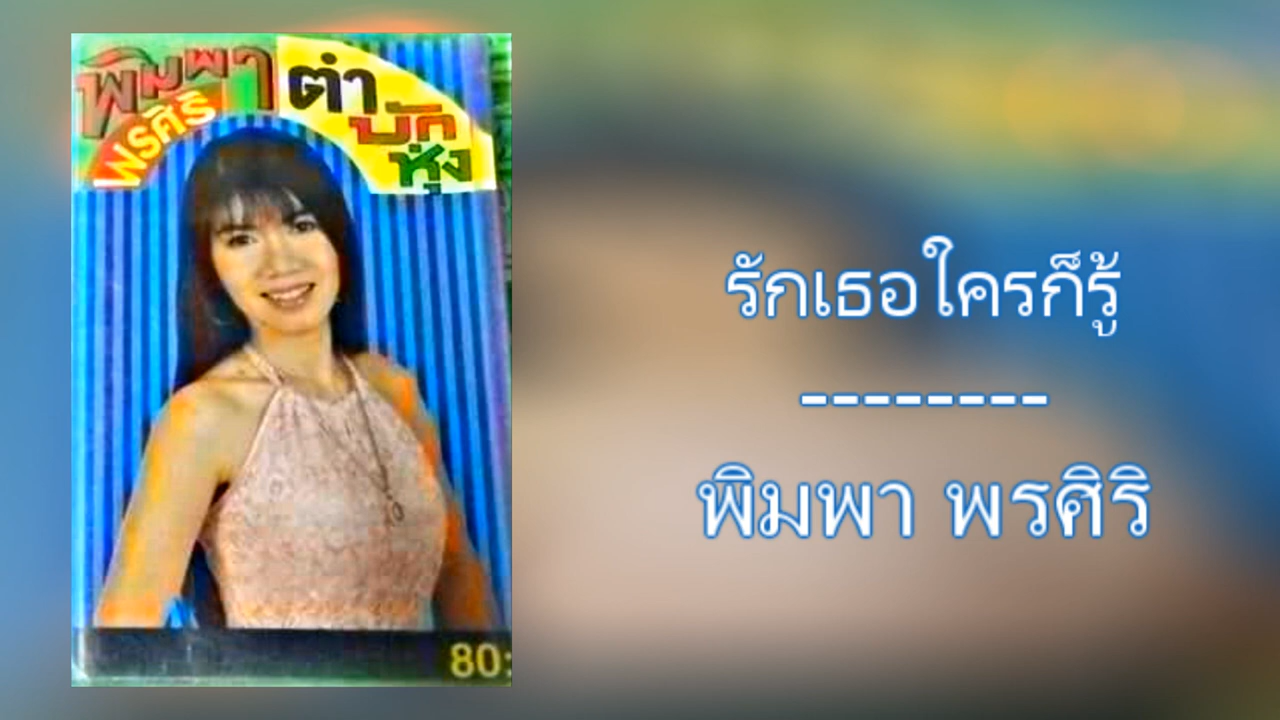 พิมพา
พรศิริ
ตำ
บัก
หุ่ง
80:
รักเธอใครก็รู้
--------
พิมพา พรศิริ